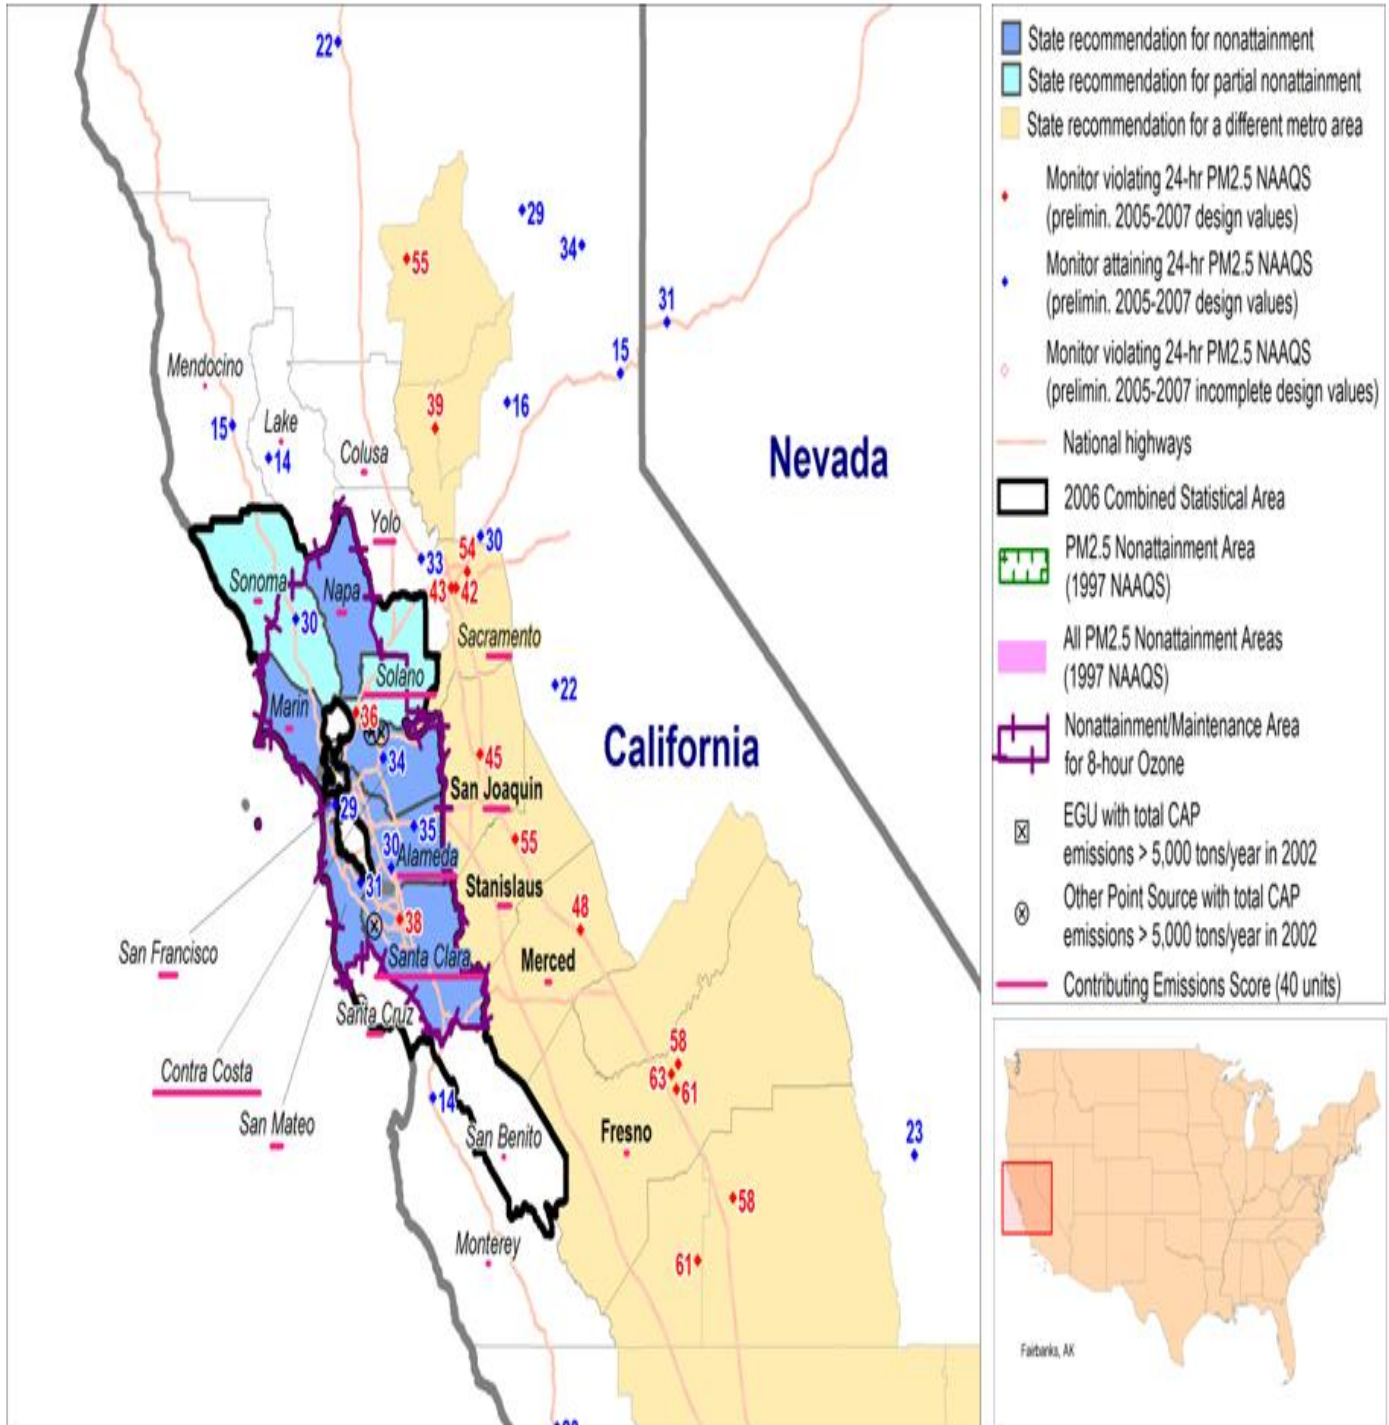 22
29
34
55
31
15
Mendocino
39
16
Lake
15
14
Colusa
Nevada
Yolo
54
30
33
43
42
Sonoma
Napa
30
Sacramento
Solano
22
Marin
36
California
34
45
San Joaquin
29
35
55
30
Alameda
31
Stanislaus
48
38
San Francisco
Santa Clara
Merced
Santa Cruz
58
63
61
Contra Costa
14
San Mateo
San Benito
Fresno
23
58
Monterey
61
State recommendation for nonattainment
State recommendation for partial nonattainment
State recommendation for a different metro area
Monitor violating 24-hr PM2.5 NAAQS
(prelimin. 2005-2007 design values)
Monitor attaining 24-hr PM2.5 NAAQS
(prelimin. 2005-2007 design values)
Monitor violating 24-hr PM2.5 NAAQS
(prelimin. 2005-2007 incomplete design values)
National highways
2006 Combined Statistical Area
PM2.5 Nonattainment Area
(1997 NAAQS)
All PM2.5 Nonattainment Areas
(1997 NAAQS)
Nonattainment/Maintenance Area
for 8-hour Ozone
EGU with total CAP
emissions > 5,000 tons/year in 2002
Other Point Source with total CAP
emissions > 5,000 tons/year in 2002
Contributing Emissions Score (40 units)
Fairbanks, AK